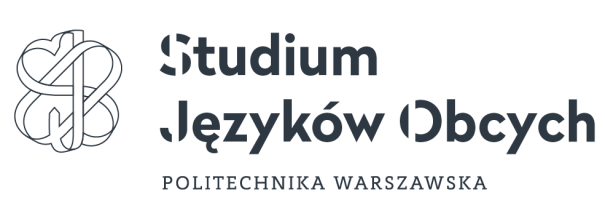 Studium
Języków Obcych
POLITECHNIKA WARSZAWSKA